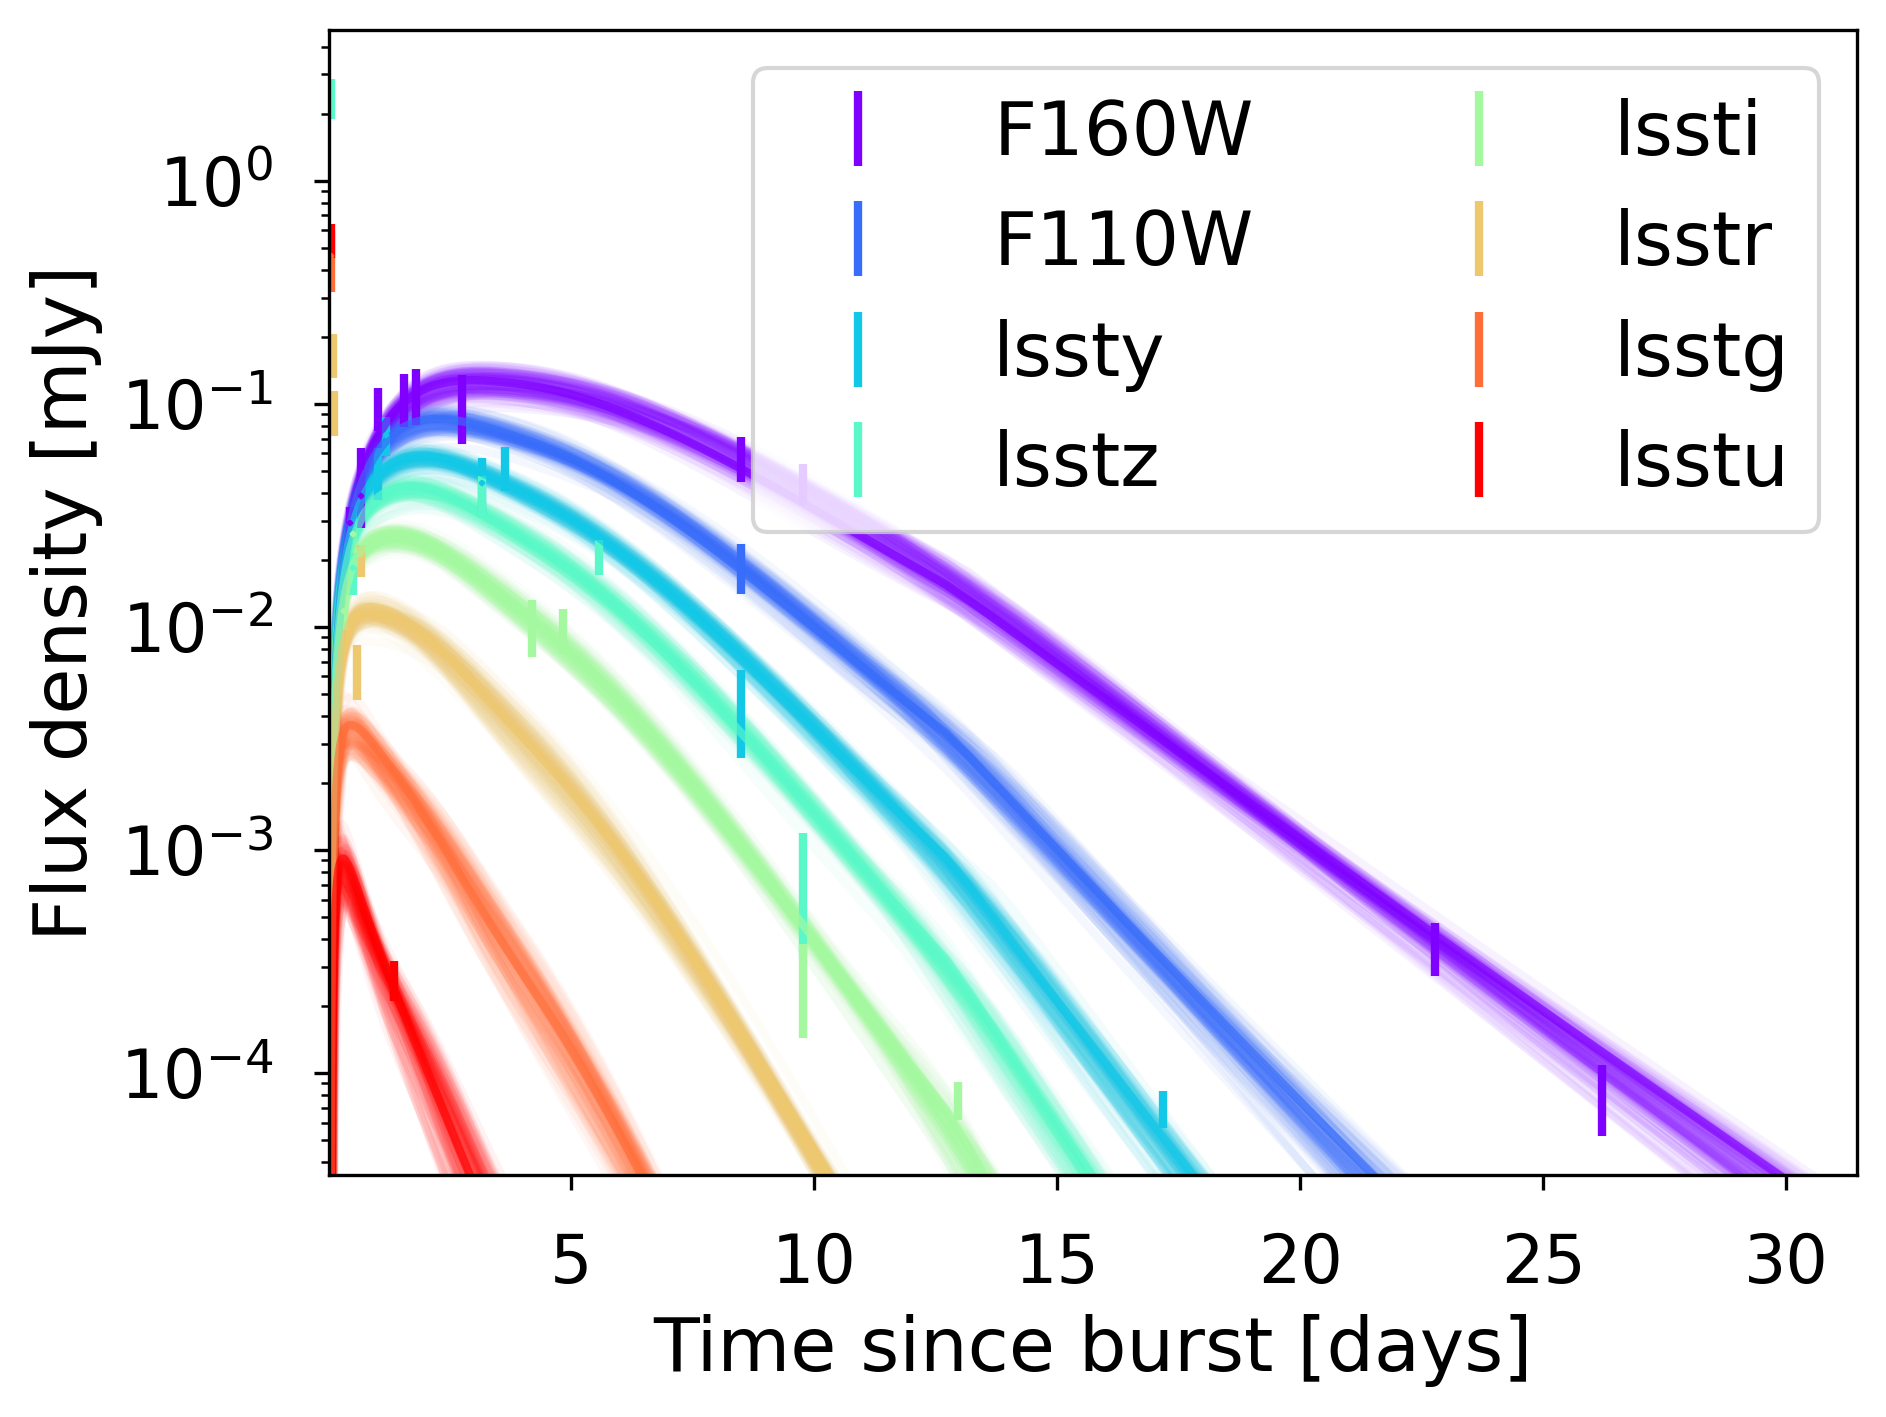 Flux density [mJy]
10^0
10^-1
10^-2
10^-3
10^-4
F160W
F110W
lssty
lsstz
lssti
lsstr
lsstg
lsstu
5 10 15 20 25 30
Time since burst [days]